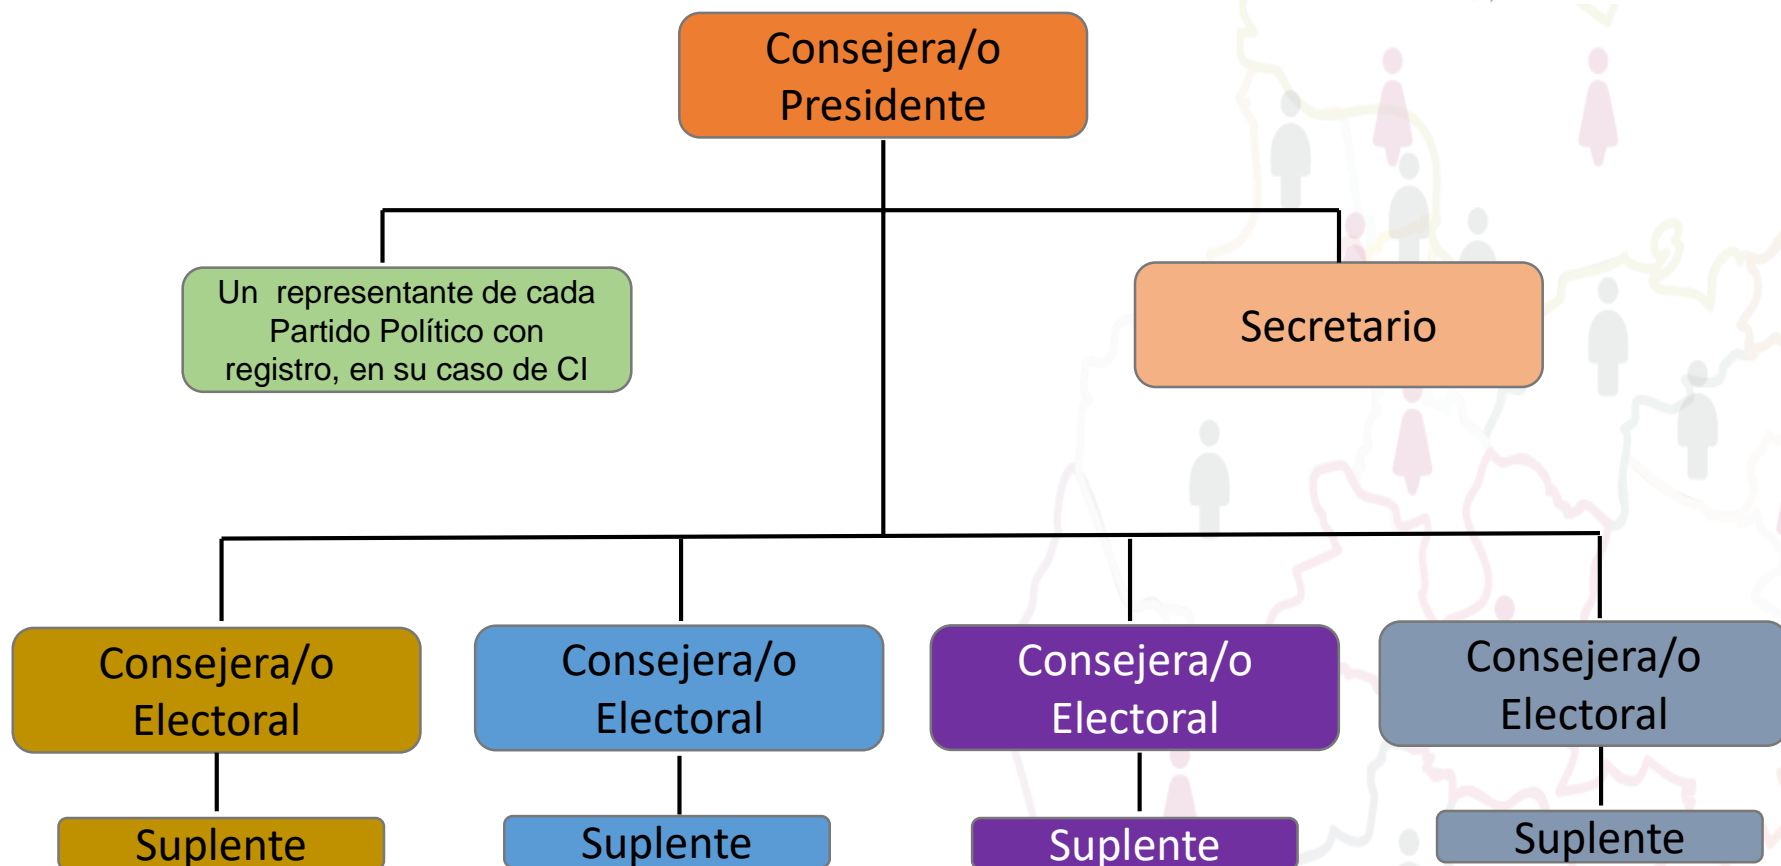 Consejera/o
Presidente
Un representante de cada
Partido Político con
registro, en su caso de CI
Secretario
Consejera/o
Electoral
Consejera/o
Electoral
Consejera/o
Electoral
Consejera/o
Electoral
Suplente
Suplente
Suplente
Suplente